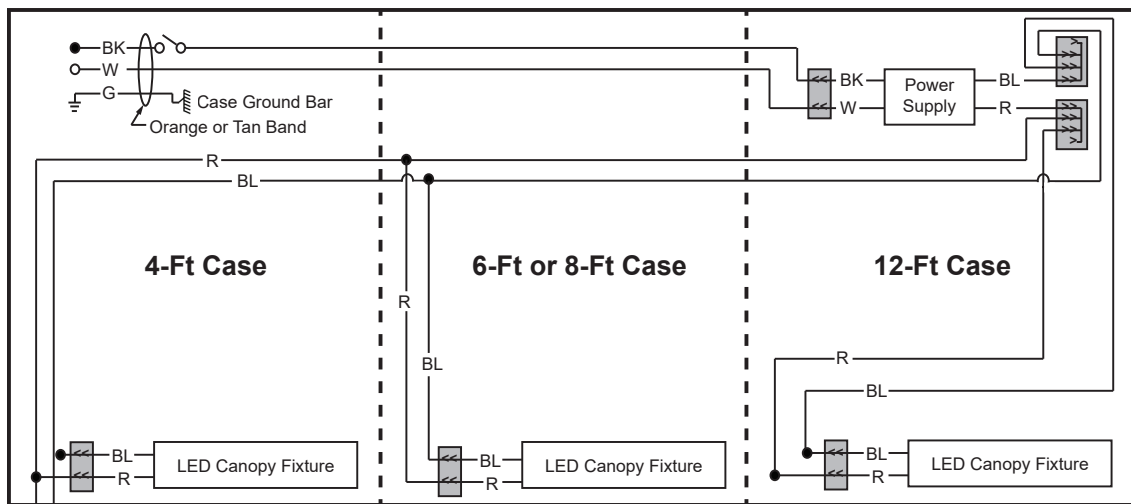 BK
W
G
Case Ground Bar
Orange or Tan Band
BK
W
Power
Supply
BL
R
R
BL
4-Ft Case
6-Ft or 8-Ft Case
12-Ft Case
R
BL
R
BL
BL
R
LED Canopy Fixture
BL
R
LED Canopy Fixture
BL
R
LED Canopy Fixture